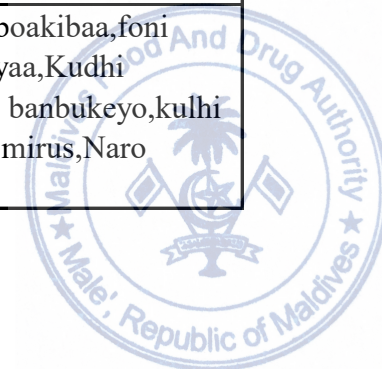 boakibaa,foni
yaa,Kudhi
banbukeyo,kulhi
mirus,Naro
Maldives Food And Drug Authority
★ Male', Republic of Maldives ★